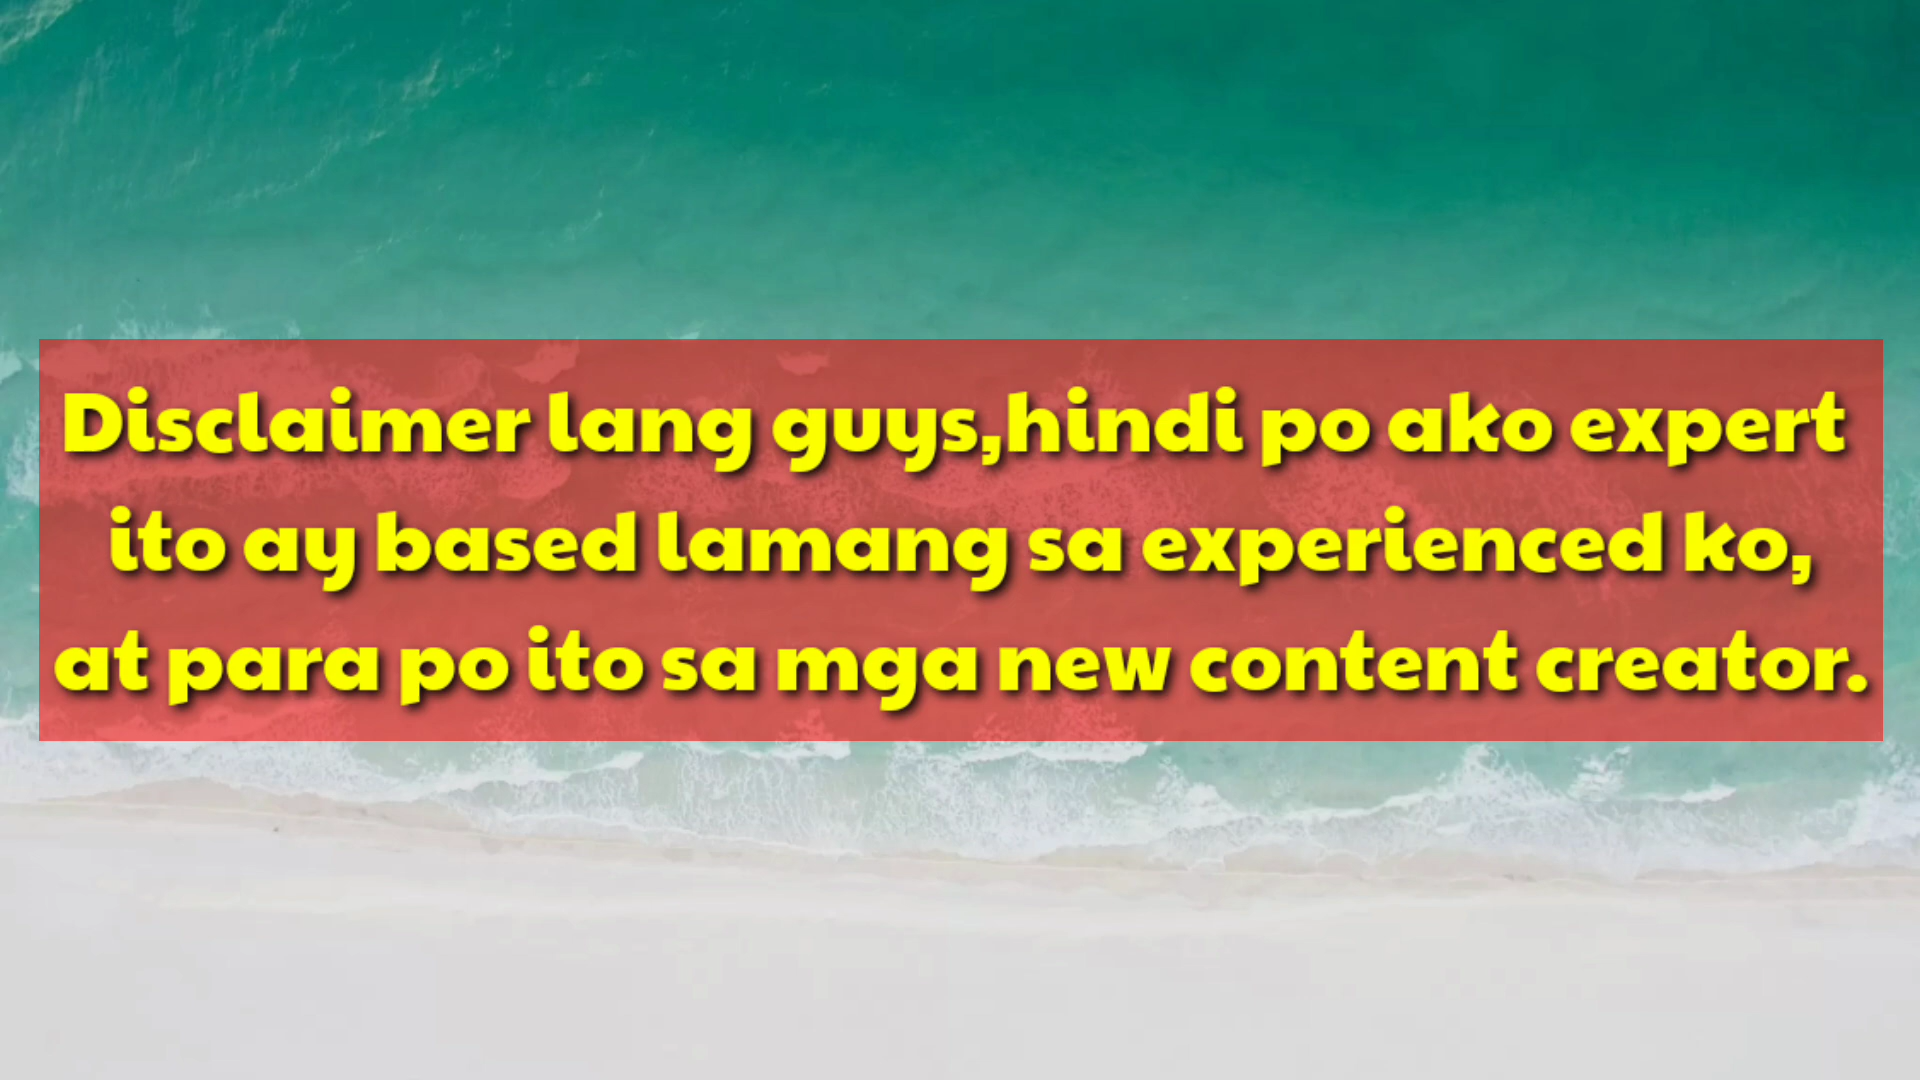 Disclaimer lang guys,hindi po ako expert
ito ay based lamang sa experienced ko,
at para po ito sa mga new content creator.